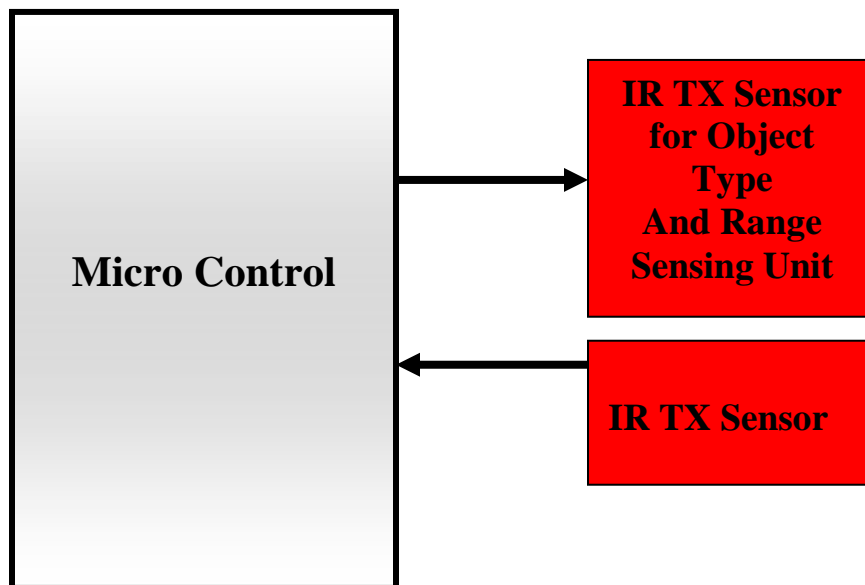 Micro Control
IR TX Sensor
for Object
Type
And Range
Sensing Unit
IR TX Sensor